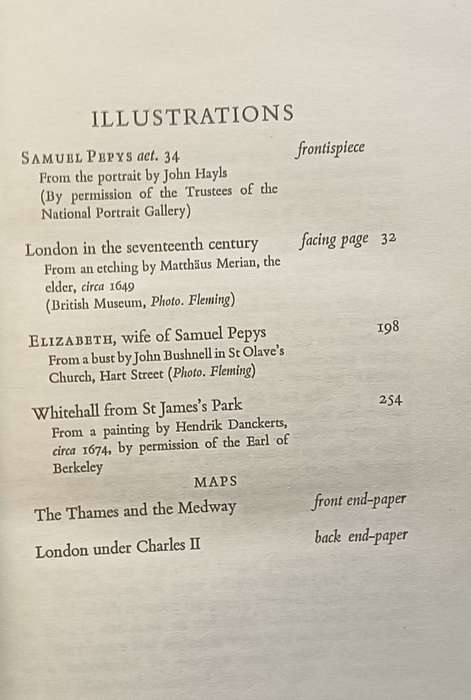 ILLUSTRATIONS
SAMUEL PEPYS aet. 34 frontispiece
From the portrait by John Hayls
(By permission of the Trustees of the
National Portrait Gallery)
London in the seventeenth century facing page 32
From an etching by Matthäus Merian, the
elder, circa 1649
(British Museum, Photo. Fleming)
ELIZABETH, wife of Samuel Pepys 198
From a bust by John Bushnell in St Olave's
Church, Hart Street (Photo. Fleming)
Whitehall from St James's Park 254
From a painting by Hendrik Danckerts,
circa 1674, by permission of the Earl of
Berkeley
MAPS
The Thames and the Medway front end-paper
London under Charles II back end-paper